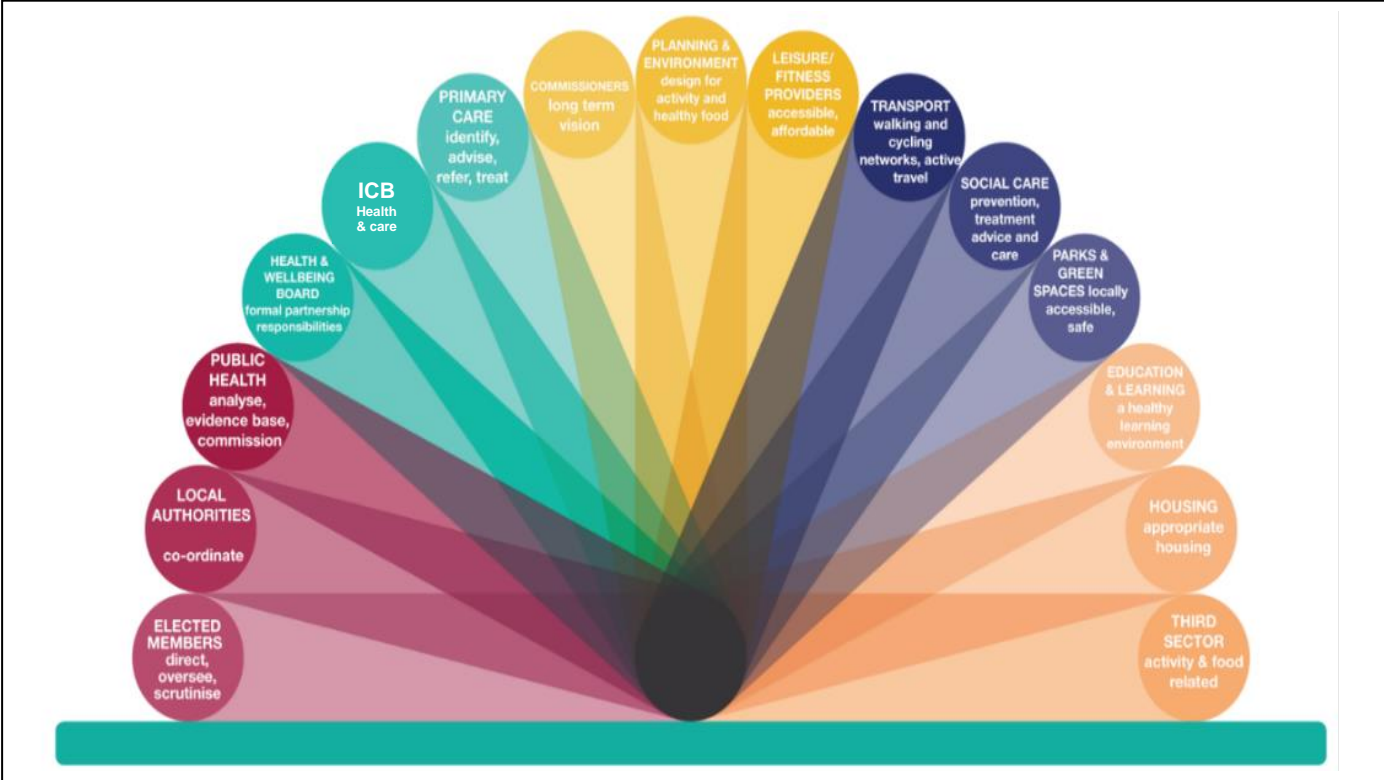 ELECTED
MEMBERS
direct,
oversee,
scrutinise
LOCAL
AUTHORITIES
co-ordinate
PUBLIC
HEALTH
analyse,
evidence base,
commission
HEALTH &
WELLBEING
BOARD
formal partnership
responsibilities
ICB
Health
& care
PRIMARY
CARE
identify,
advise,
refer, treat
COMMISSIONERS
long term
vision
PLANNING &
ENVIRONMENT
design for
activity and
healthy food
LEISURE/
FITNESS
PROVIDERS
accessible,
affordable
TRANSPORT
walking and
cycling
networks, active
travel
SOCIAL CARE
prevention,
treatment
advice and
care
PARKS &
GREEN
SPACES locally
accessible,
safe
EDUCATION
& LEARNING
a healthy
learning
environment
HOUSING
appropriate
housing
THIRD
SECTOR
activity & food
related